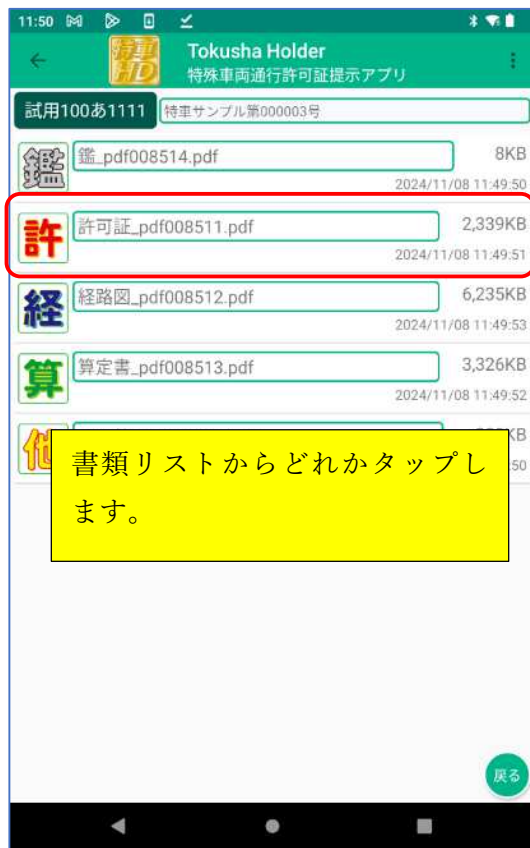 11:50
特車
HD
Tokusha Holder
特殊車両通行許可証提示アプリ
試用100あ1111
特車サンプル第000003号
鑑
鑑_pdf008514.pdf
8KB
2024/11/08 11:49:50
許
許可証_pdf008511.pdf
2,339KB
2024/11/08 11:49:51
経
経路図_pdf008512.pdf
6,235KB
2024/11/08 11:49:53
算
算定書_pdf008513.pdf
3,326KB
2024/11/08 11:49:52
他
KB
:50
書類リストからどれかタップし
ます。
戻る